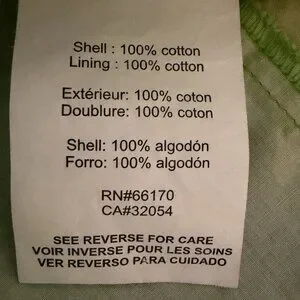 Shell : 100% cotton
Lining : 100% cotton
Extérieur: 100% coton
Doublure: 100% coton
Shell: 100% algodón
Forro: 100% algodón
RN#66170
CA#32054
SEE REVERSE FOR CARE
VOIR INVERSE POUR LES SOINS
VER REVERSO PARA CUIDADO